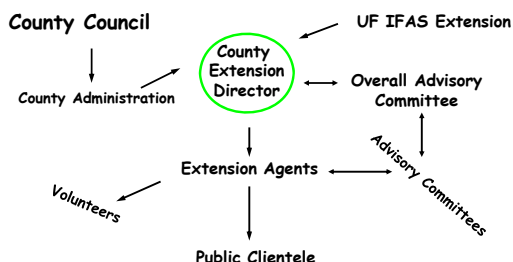 County Council
UF IFAS Extension
County
Extension
Director
County Administration
Overall Advisory
Committee
Extension Agents
Advisory Committees
Volunteers
Public Clientele